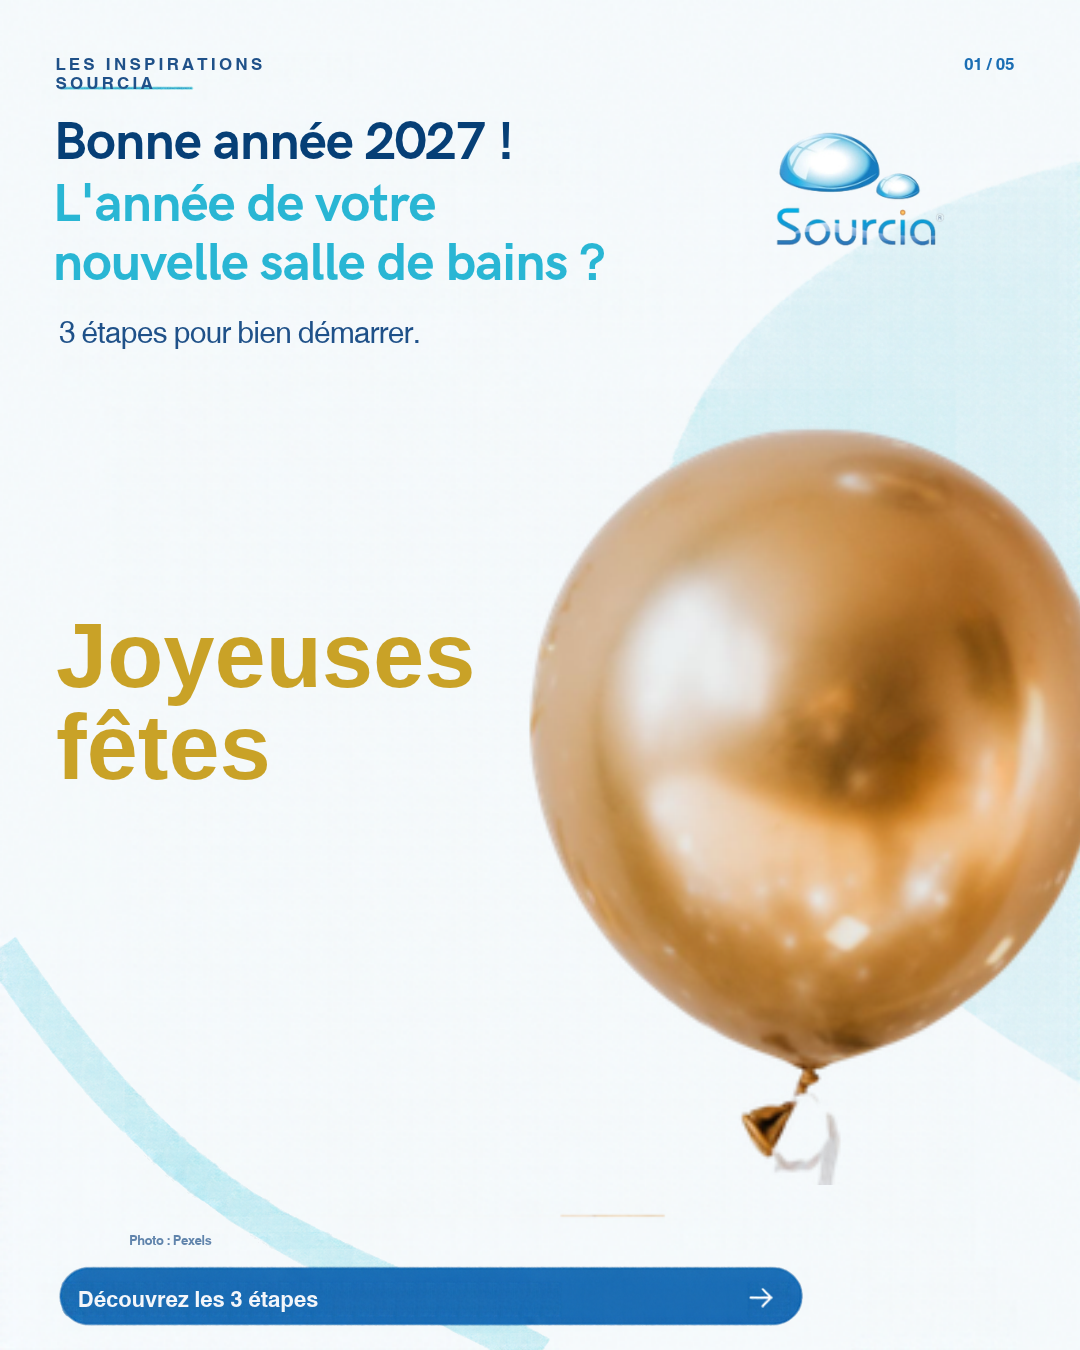 LES INSPIRATIONS
SOURCIA
01 / 05
Bonne année 2027 !
L'année de votre
nouvelle salle de bains ?
3 étapes pour bien démarrer.
Sourcia®
Joyeuses
fêtes
Photo : Pexels
Découvrez les 3 étapes